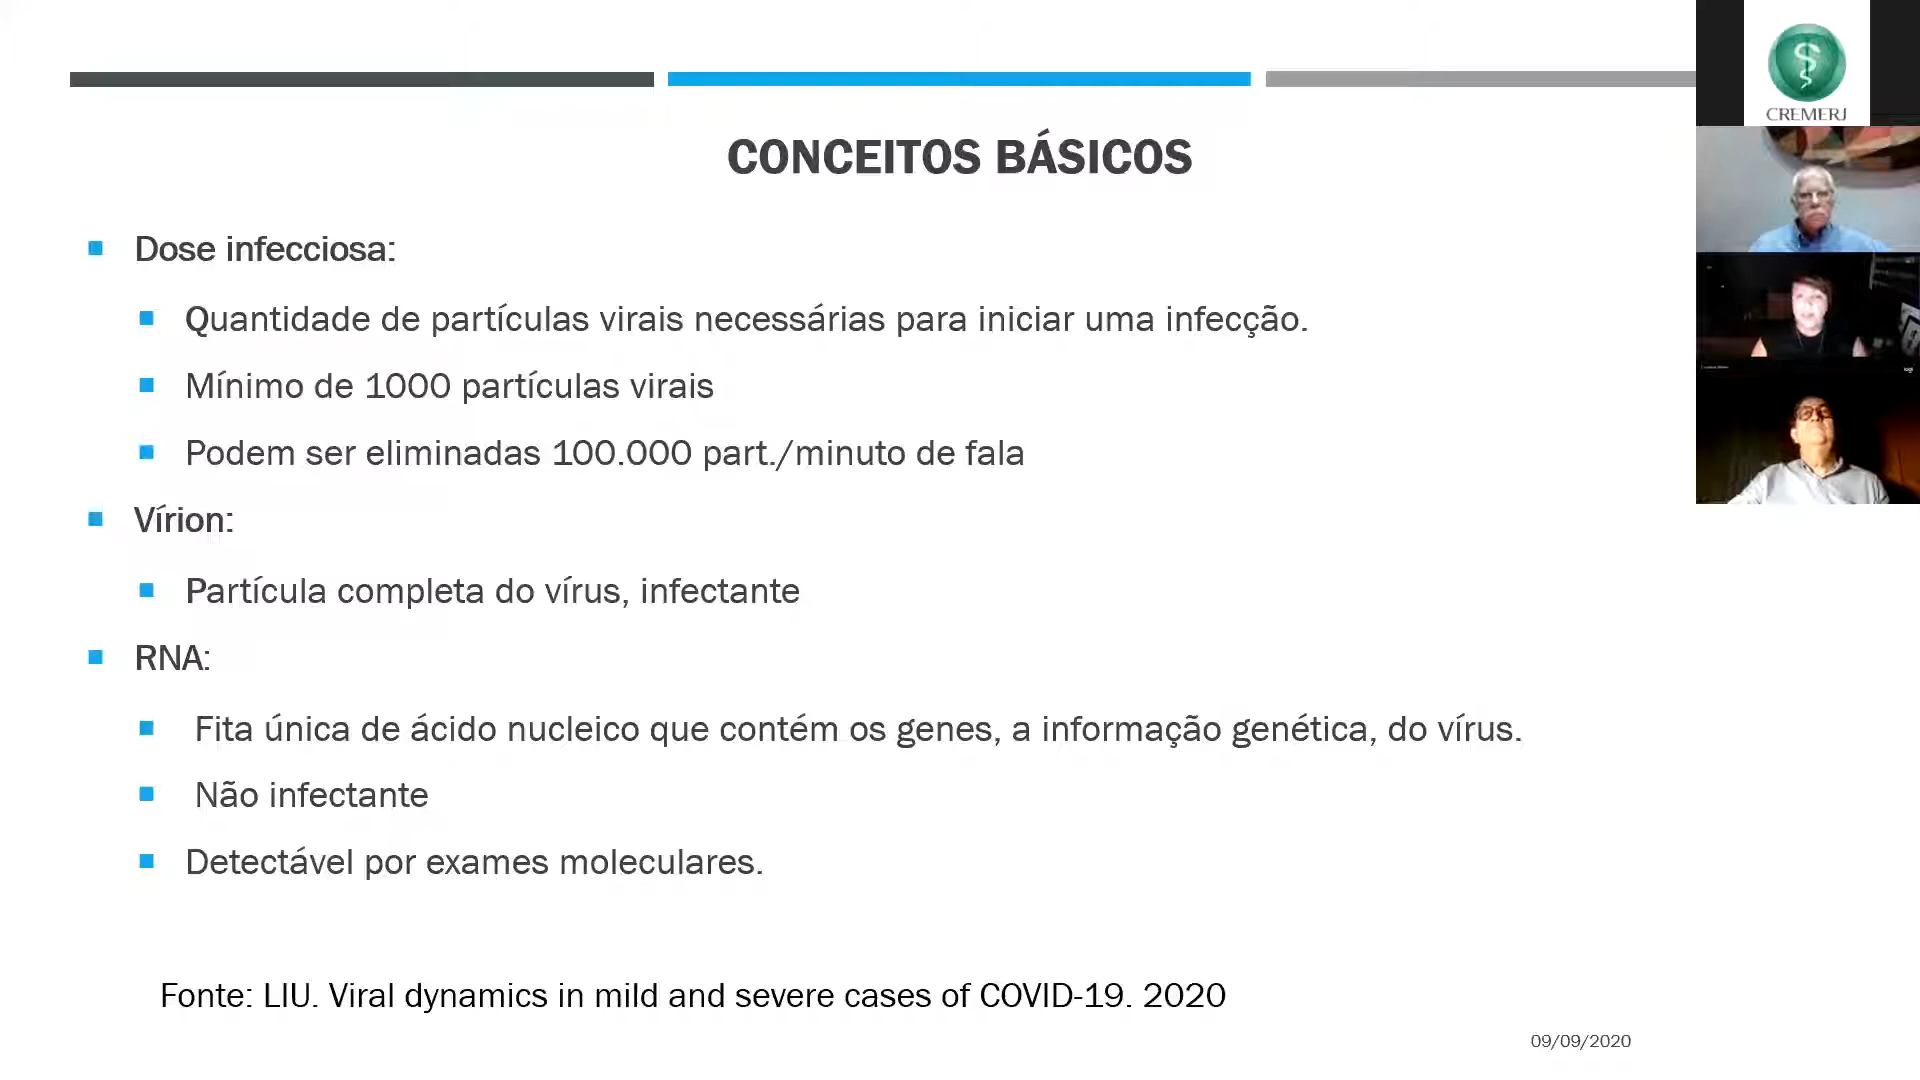 CREMERJ
CONCEITOS BÁSICOS
Dose infecciosa:
Quantidade de partículas virais necessárias para iniciar uma infecção.
Mínimo de 1000 partículas virais
Podem ser eliminadas 100.000 part./minuto de fala
Vírion:
Partícula completa do vírus, infectante
RNA:
Fita única de ácido nucleico que contém os genes, a informação genética, do vírus.
Não infectante
Detectável por exames moleculares.
Fonte: LIU. Viral dynamics in mild and severe cases of COVID-19. 2020
09/09/2020